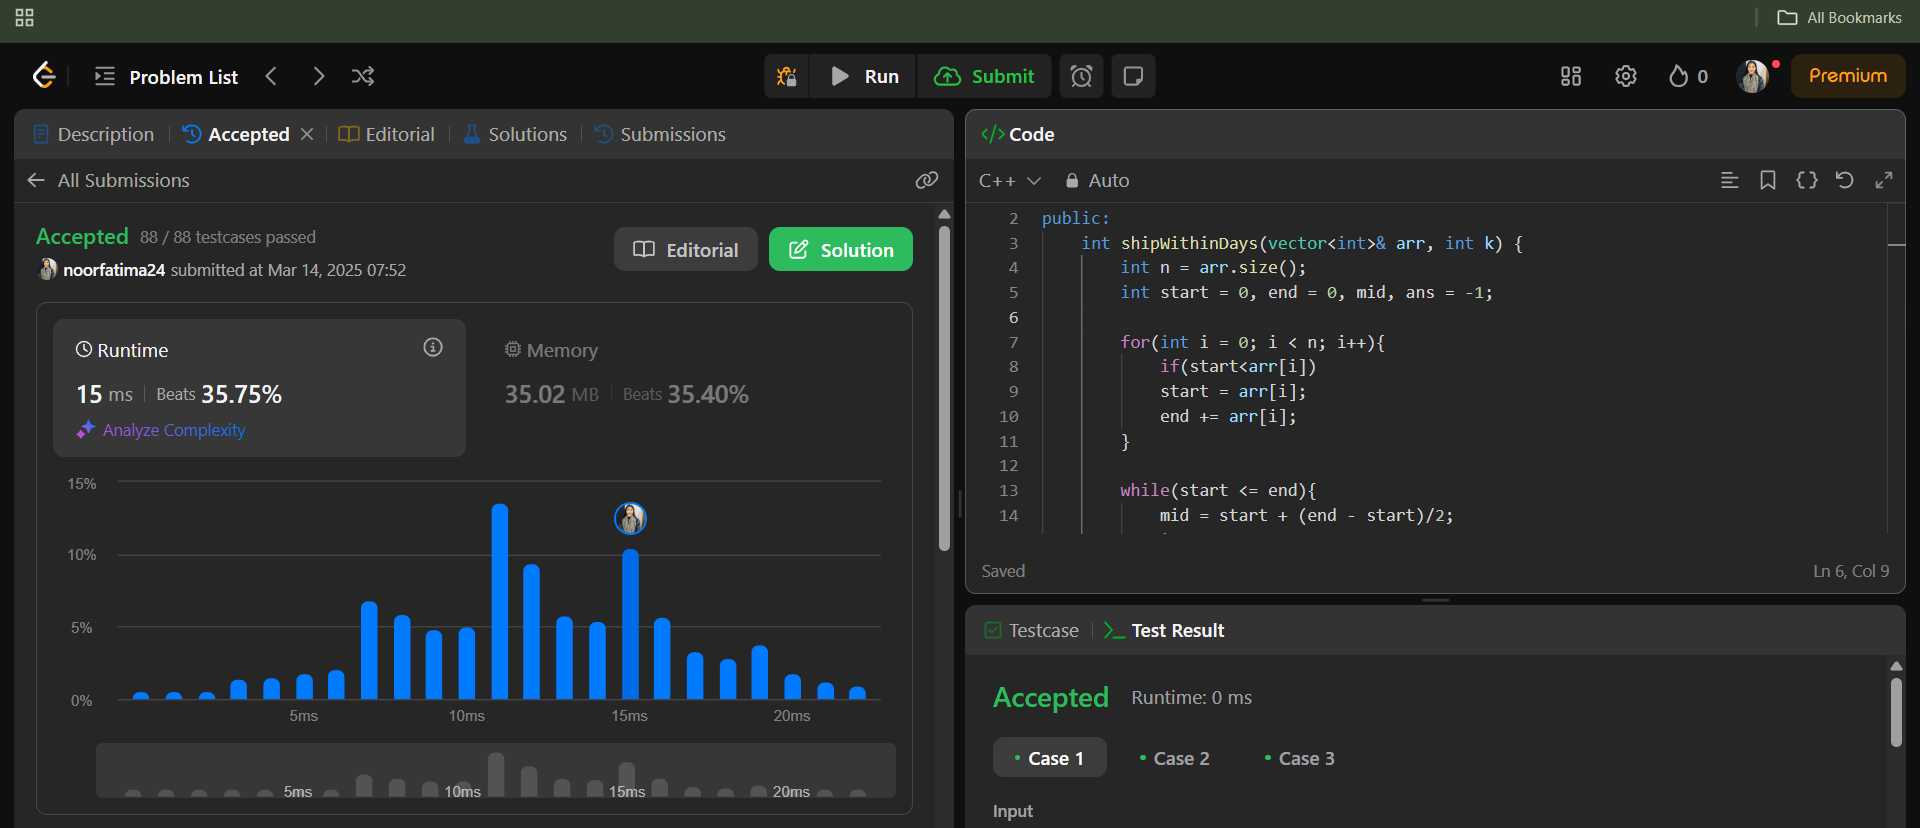 All Bookmarks
Problem List
Run
Submit
0
Premium
Description
Accepted
Editorial
Solutions
Submissions
All Submissions
Accepted 88 / 88 testcases passed
noorfatima24 submitted at Mar 14, 2025 07:52
Editorial
Solution
Runtime
15 ms Beats 35.75%
Analyze Complexity
Memory
35.02 MB Beats 35.40%
15%
10%
5%
0%
5ms 10ms 15ms 20ms
5ms 10ms 15ms 20ms
</> Code
C++ Auto
2 public:
3 int shipWithinDays(vector<int>& arr, int k) {
4 int n = arr.size();
5 int start = 0, end = 0, mid, ans = -1;
6
7 for(int i = 0; i < n; i++){
8 if(start<arr[i])
9 start = arr[i];
10 end += arr[i];
11 }
12
13 while(start <= end){
14 mid = start + (end - start)/2;
Saved Ln 6, Col 9
Testcase
Test Result
Accepted Runtime: 0 ms
Case 1
Case 2
Case 3
Input